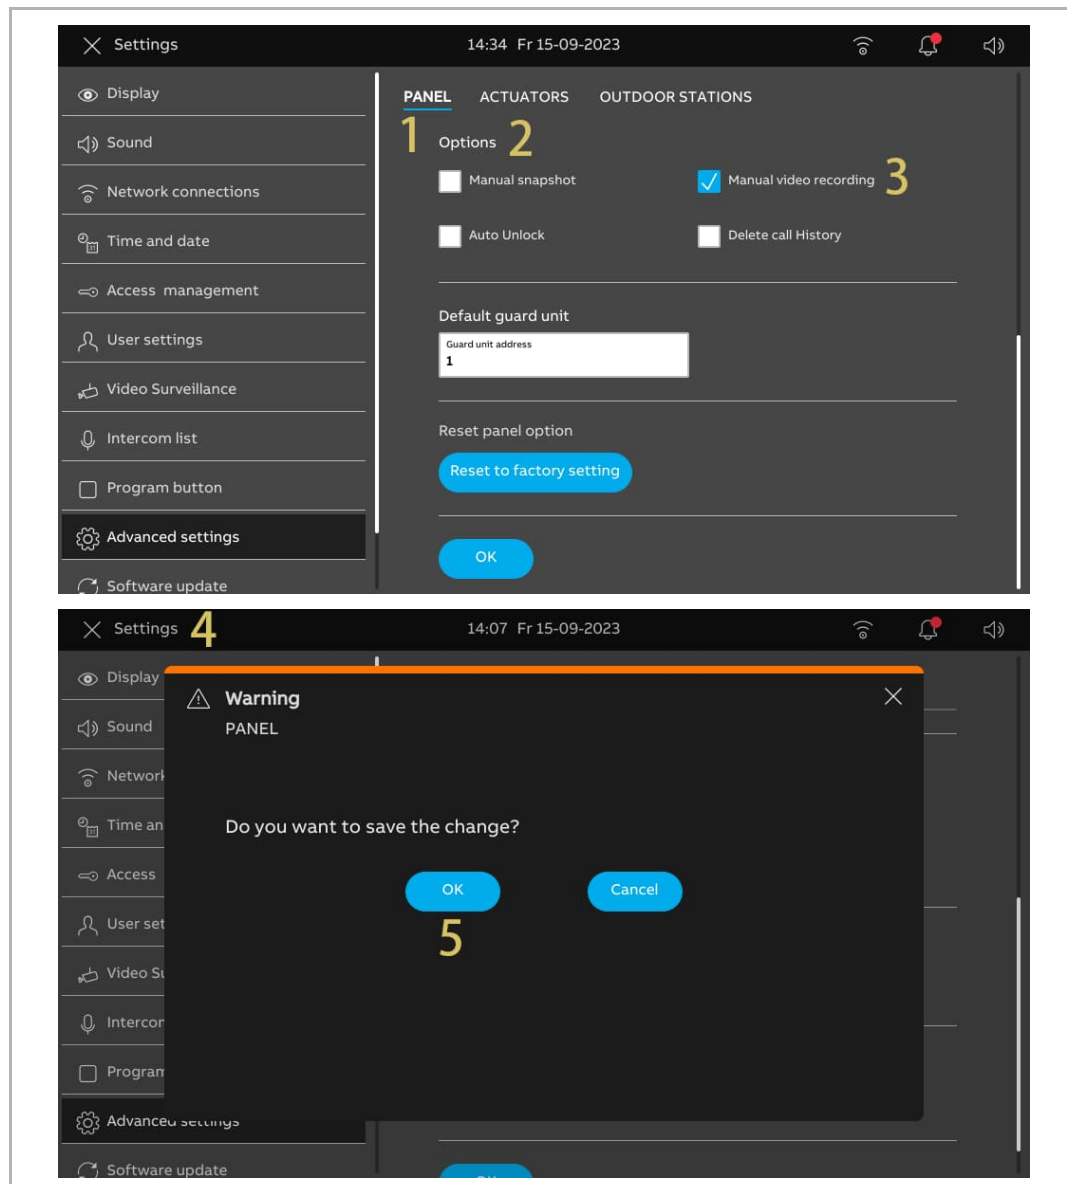 Settings 14:34 Fr 15-09-2023
Display
Sound
Network connections
Time and date
Access management
User settings
Video Surveillance
Intercom list
Program button
Advanced settings
Software update
PANEL ACTUATORS OUTDOOR STATIONS
1 Options 2
Manual snapshot Manual video recording 3
Auto Unlock Delete call History
Default guard unit
Guard unit address
1
Reset panel option
Reset to factory setting
OK
Settings 4 14:07 Fr 15-09-2023
Display
Sound
Network
Time an
Access
User set
Video Su
Intercor
Program
Advanced settings
Software update
Warning
PANEL
Do you want to save the change?
OK Cancel
5
OK